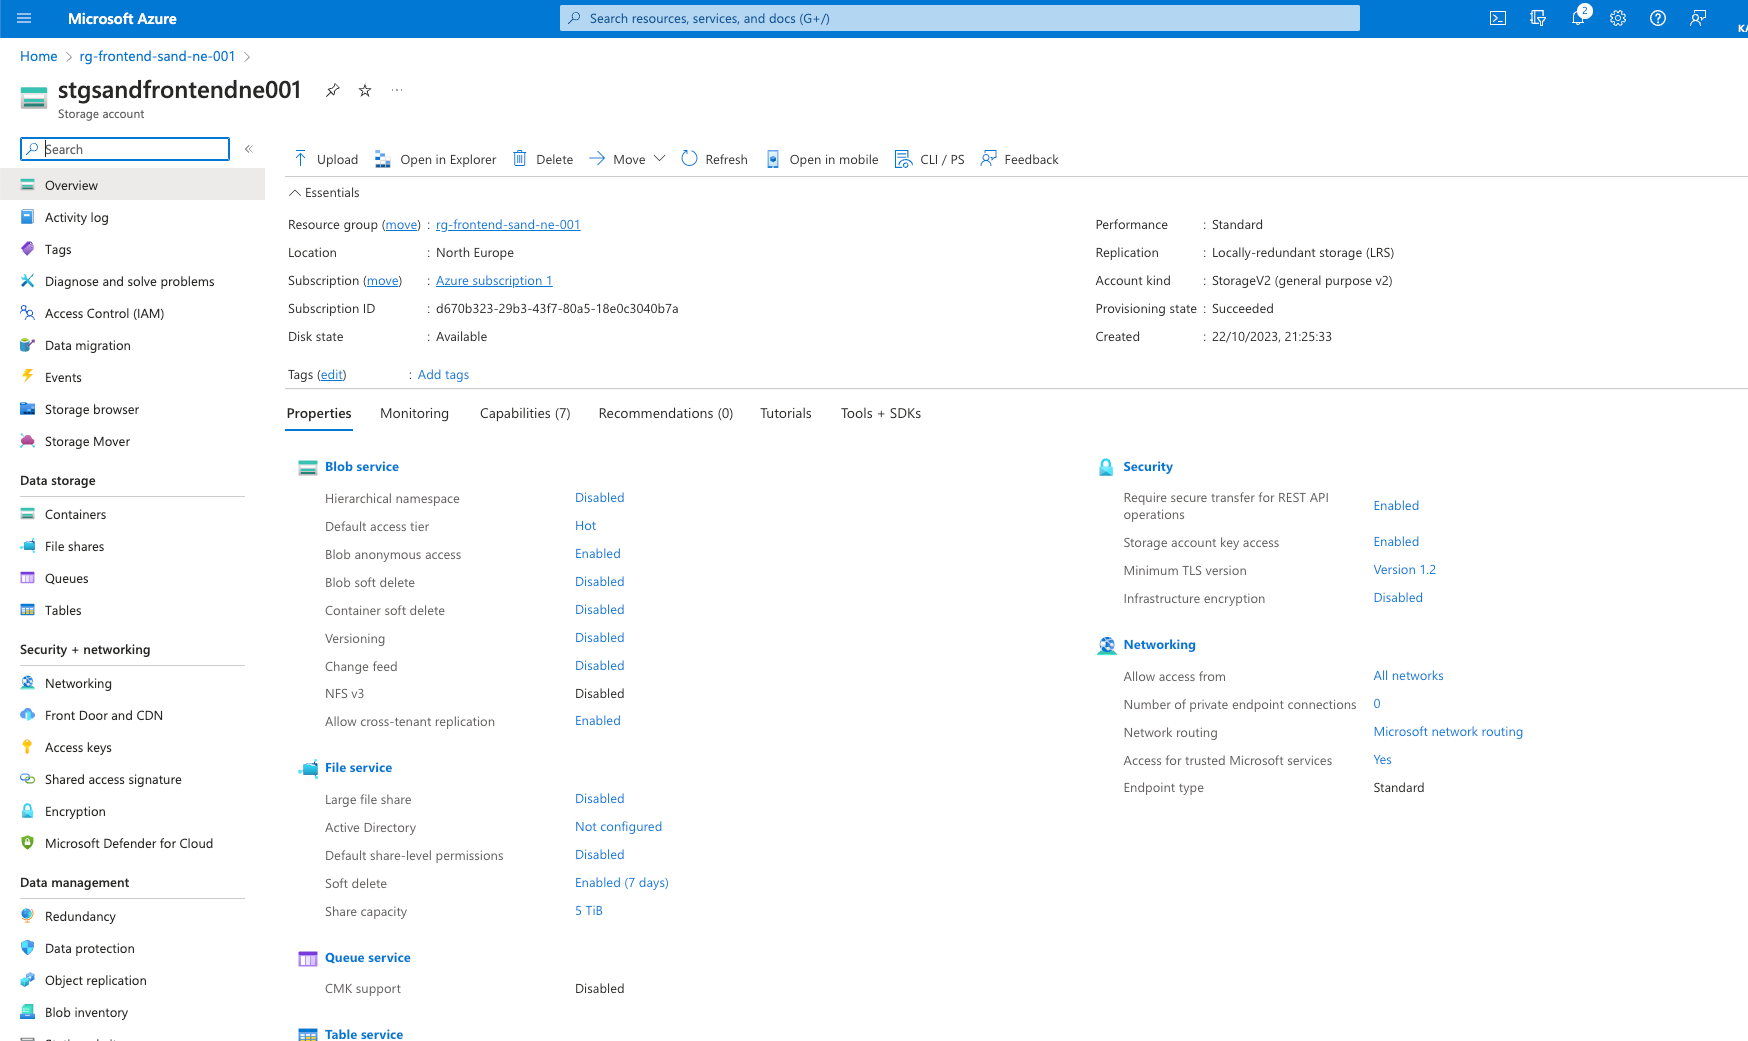 Microsoft Azure
Search resources, services, and docs (G+/)
2
Home > rg-frontend-sand-ne-001 >
stgsandfrontendne001
Storage account
Search
Overview
Activity log
Tags
Diagnose and solve problems
Access Control (IAM)
Data migration
Events
Storage browser
Storage Mover
Data storage
Containers
File shares
Queues
Tables
Security + networking
Networking
Front Door and CDN
Access keys
Shared access signature
Encryption
Microsoft Defender for Cloud
Data management
Redundancy
Data protection
Object replication
Blob inventory
Upload Open in Explorer Delete Move Refresh Open in mobile CLI / PS Feedback
Essentials
Resource group (move) : rg-frontend-sand-ne-001
Location : North Europe
Subscription (move) : Azure subscription 1
Subscription ID : d670b323-29b3-43f7-80a5-18e0c3040b7a
Disk state : Available
Performance : Standard
Replication : Locally-redundant storage (LRS)
Account kind : StorageV2 (general purpose v2)
Provisioning state : Succeeded
Created : 22/10/2023, 21:25:33
Tags (edit) : Add tags
Properties Monitoring Capabilities (7) Recommendations (0) Tutorials Tools + SDKs
Blob service
Hierarchical namespace Disabled
Default access tier Hot
Blob anonymous access Enabled
Blob soft delete Disabled
Container soft delete Disabled
Versioning Disabled
Change feed Disabled
NFS v3 Disabled
Allow cross-tenant replication Enabled
File service
Large file share Disabled
Active Directory Not configured
Default share-level permissions Disabled
Soft delete Enabled (7 days)
Share capacity 5 TiB
Queue service
CMK support Disabled
Table service
Security
Require secure transfer for REST API
operations Enabled
Storage account key access Enabled
Minimum TLS version Version 1.2
Infrastructure encryption Disabled
Networking
Allow access from All networks
Number of private endpoint connections 0
Network routing Microsoft network routing
Access for trusted Microsoft services Yes
Endpoint type Standard